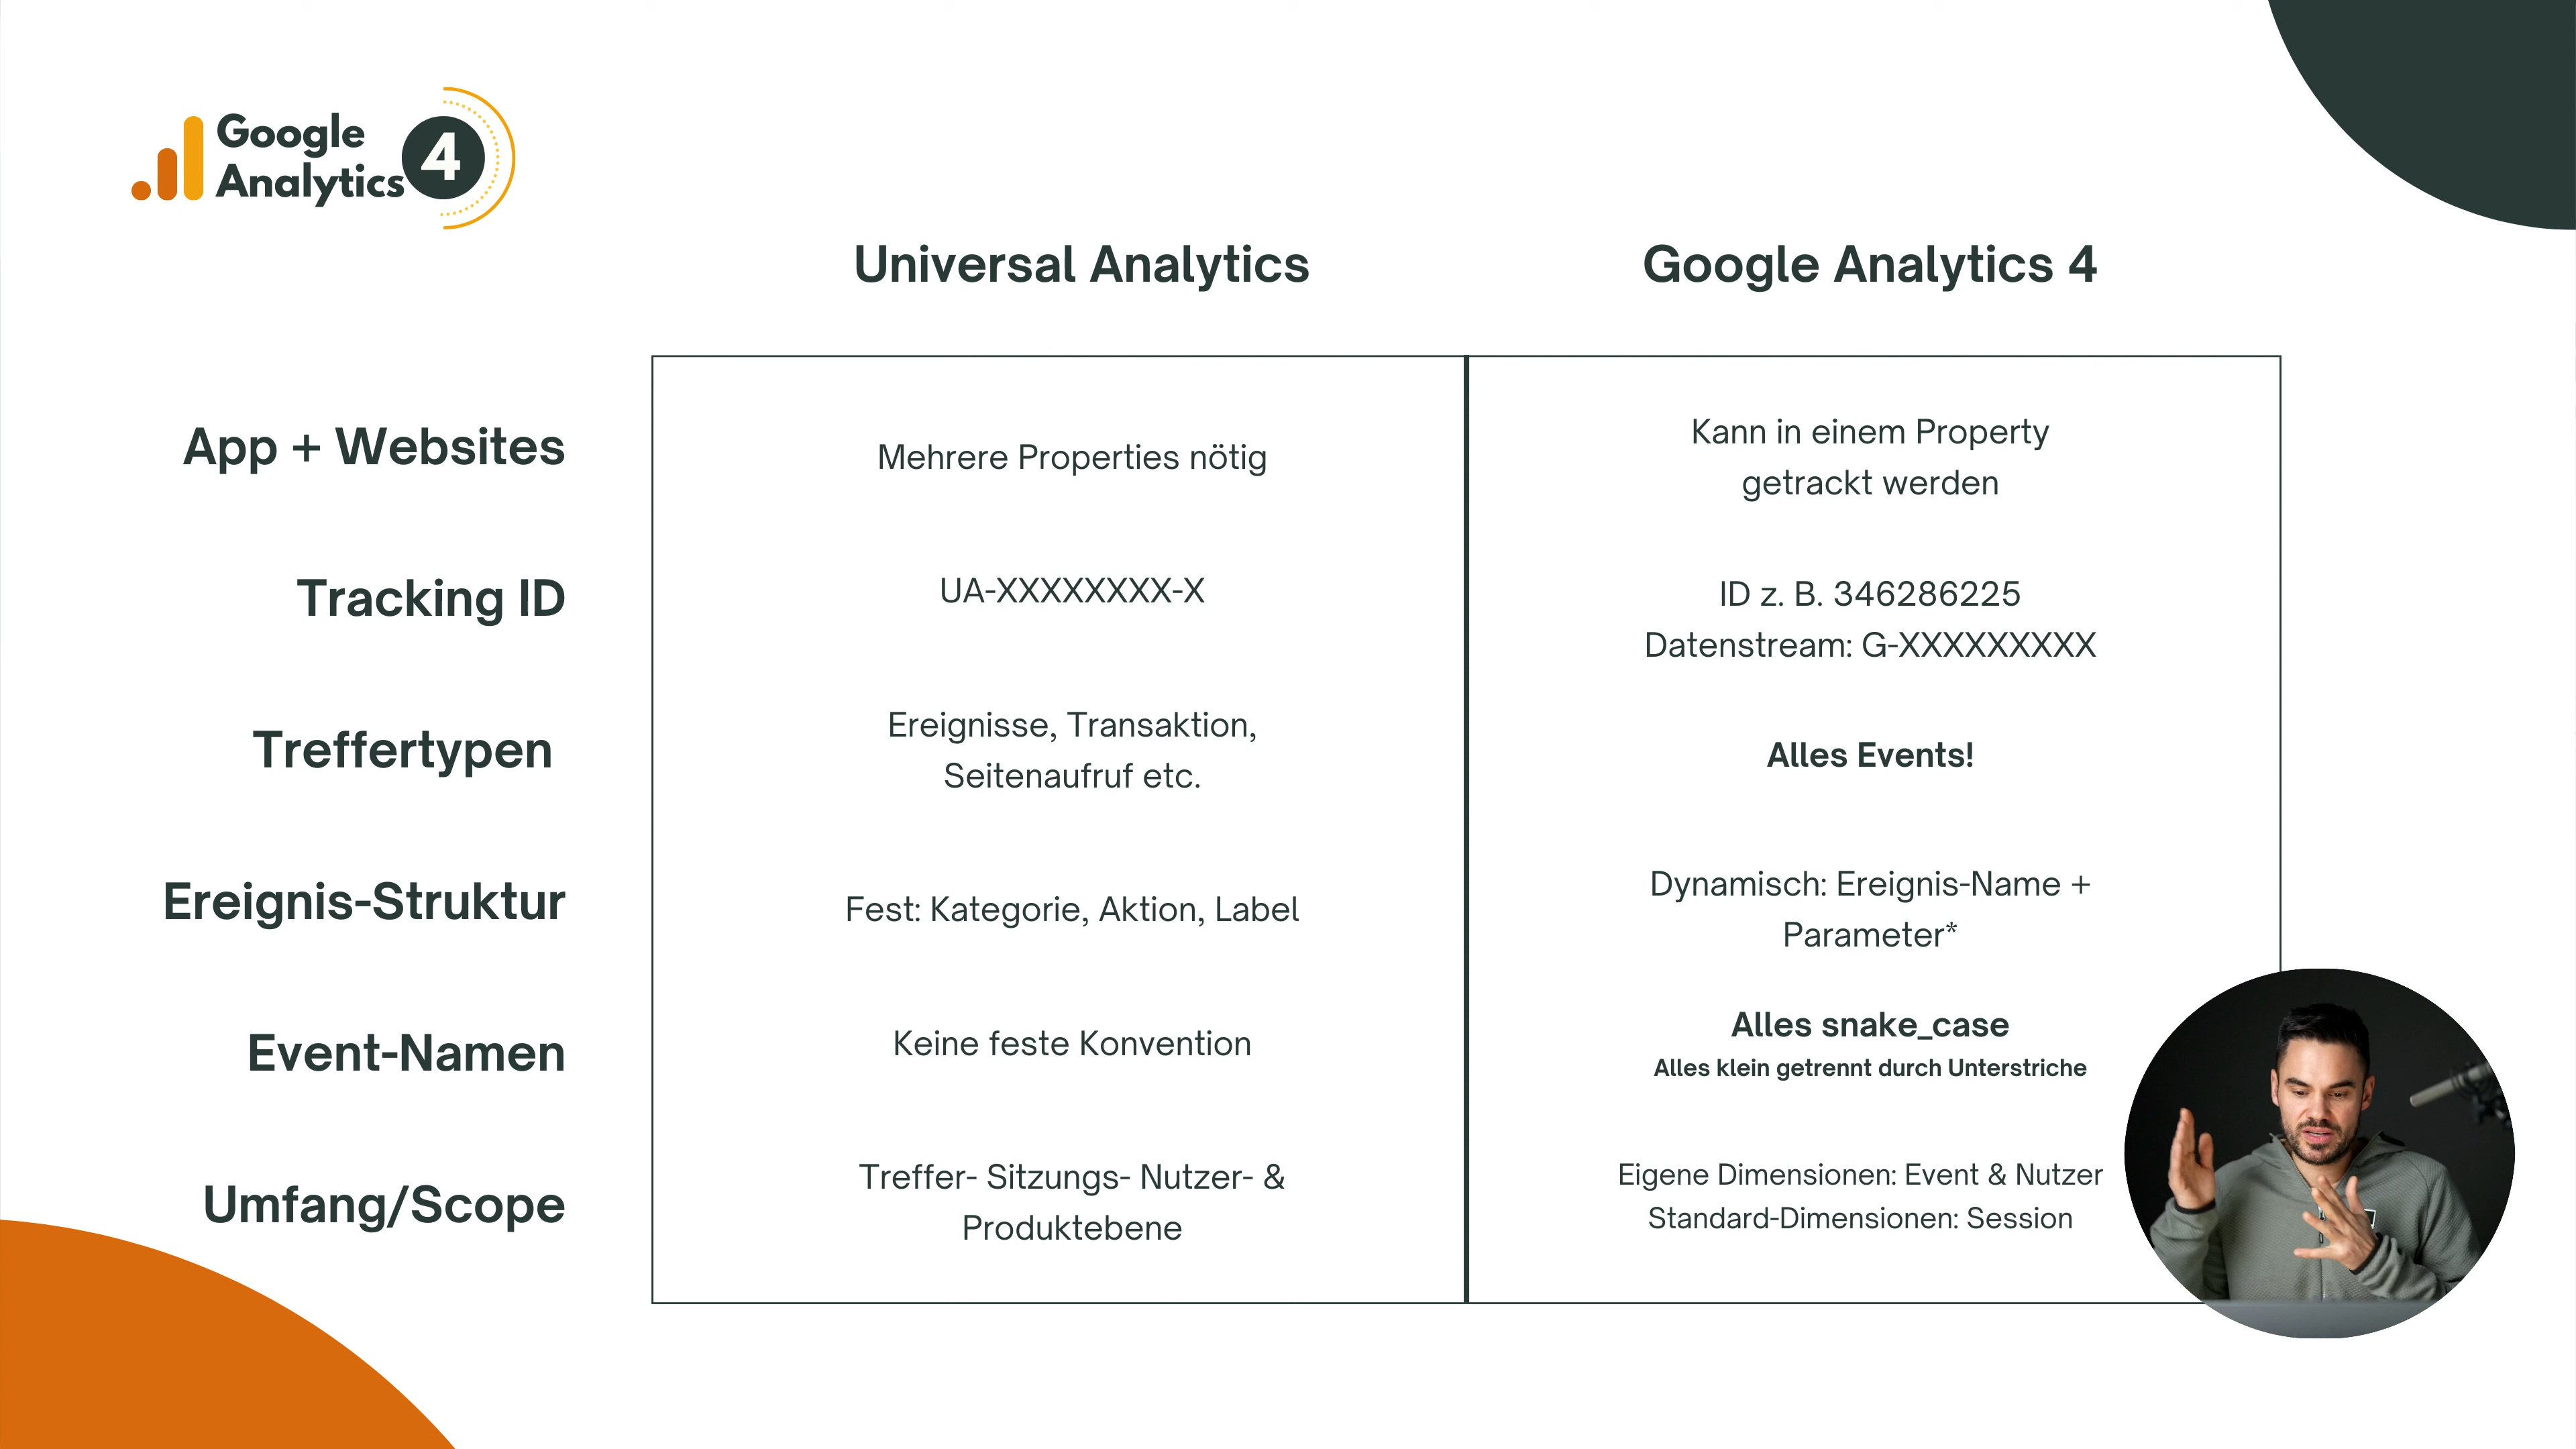 Google
Analytics
4
Universal Analytics
Google Analytics 4
App + Websites
Mehrere Properties nötig
Kann in einem Property
getrackt werden
Tracking ID
UA-XXXXXXXX-X
ID z. B. 346286225
Datenstream: G-XXXXXXXXX
Treffertypen
Ereignisse, Transaktion,
Seitenaufruf etc.
Alles Events!
Ereignis-Struktur
Fest: Kategorie, Aktion, Label
Dynamisch: Ereignis-Name +
Parameter*
Event-Namen
Keine feste Konvention
Alles snake_case
Alles klein getrennt durch Unterstriche
Umfang/Scope
Treffer- Sitzungs- Nutzer- &
Produktebene
Eigene Dimensionen: Event & Nutzer
Standard-Dimensionen: Session